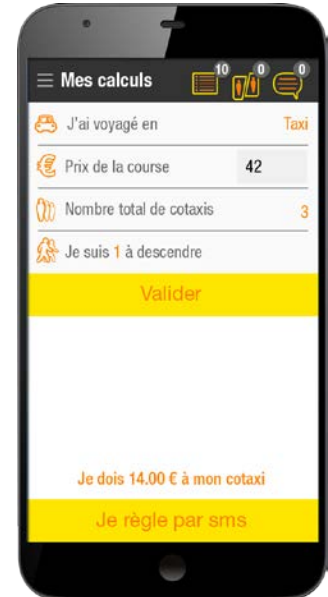 Mes calculs 10 0 0
J'ai voyagé en Taxi
Prix de la course 42
Nombre total de cotaxis 3
Je suis 1 à descendre
Valider
Je dois 14.00 € à mon cotaxi
Je règle par sms